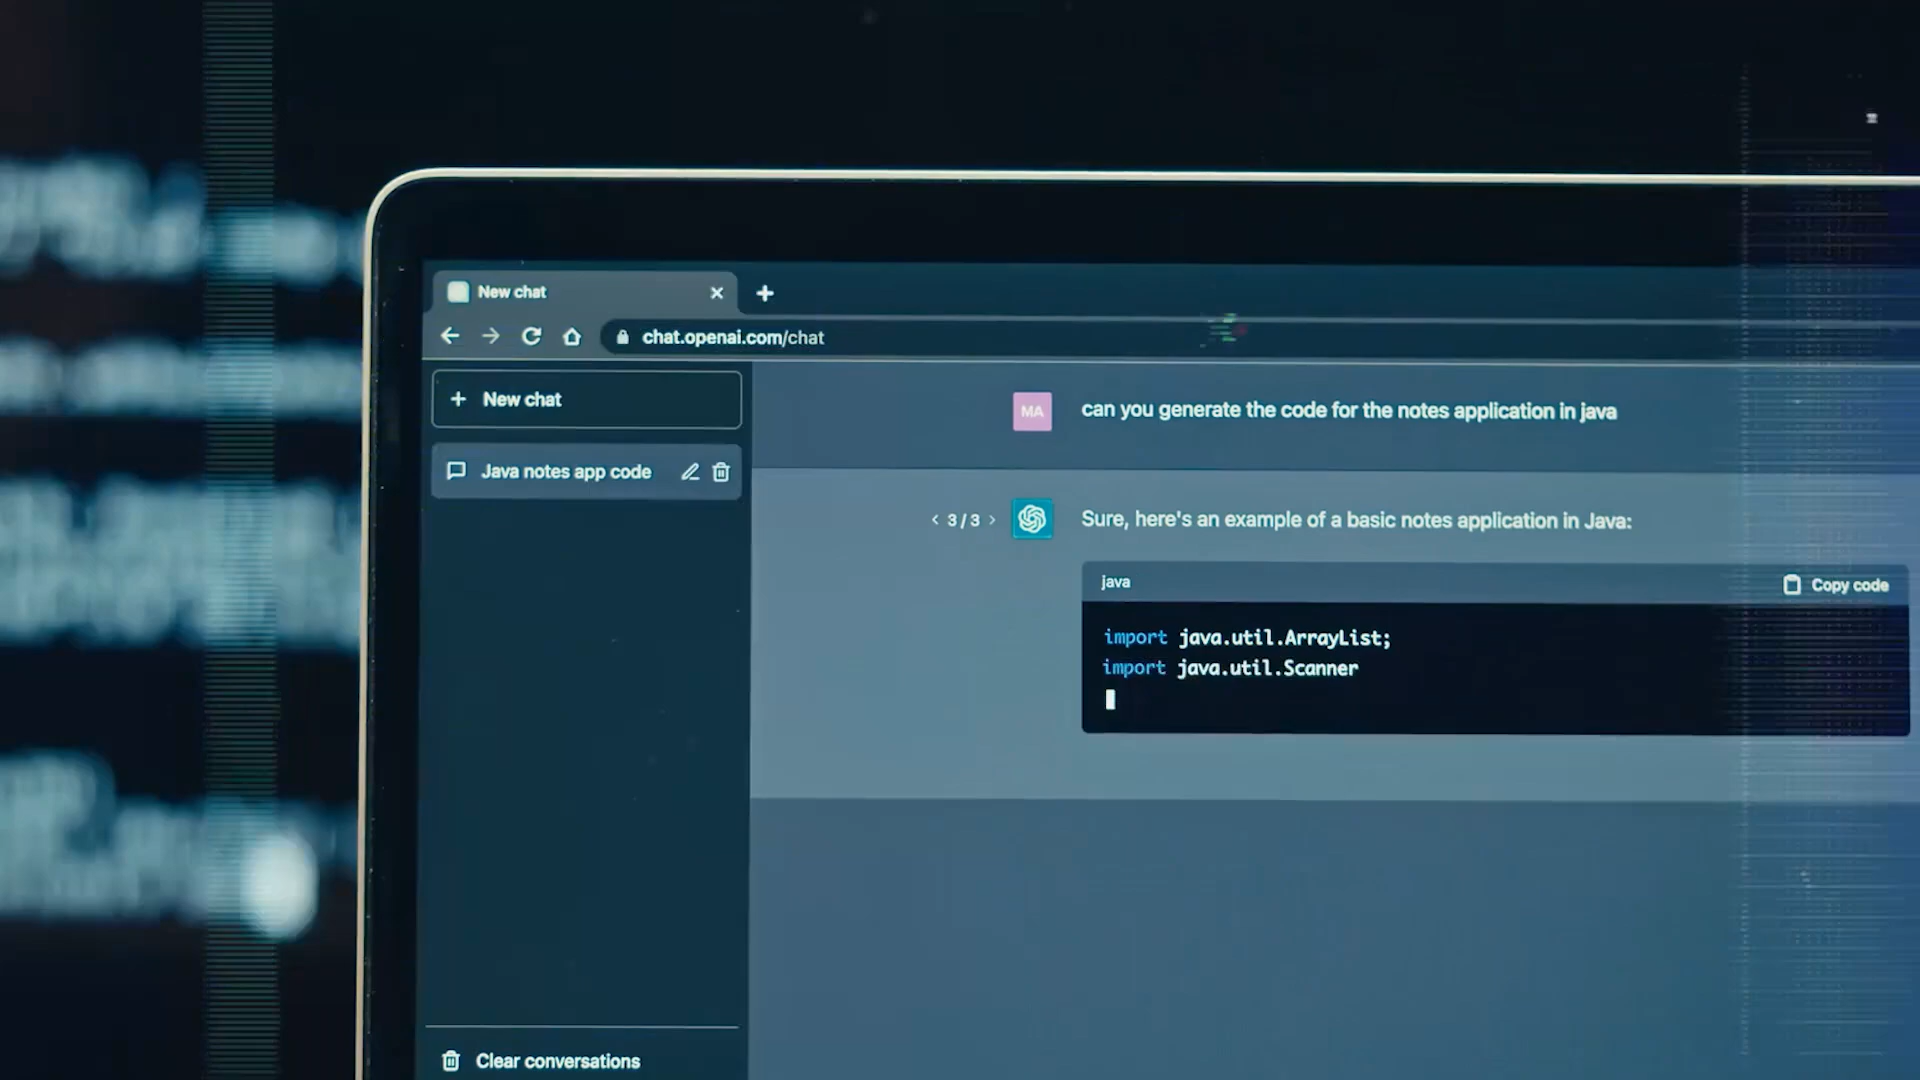 New chat
chat.openai.com/chat
New chat
Java notes app code
Clear conversations
MA
can you generate the code for the notes application in java
< 3 / 3 >
Sure, here's an example of a basic notes application in Java:
java
Copy code
import java.util.ArrayList;
import java.util.Scanner